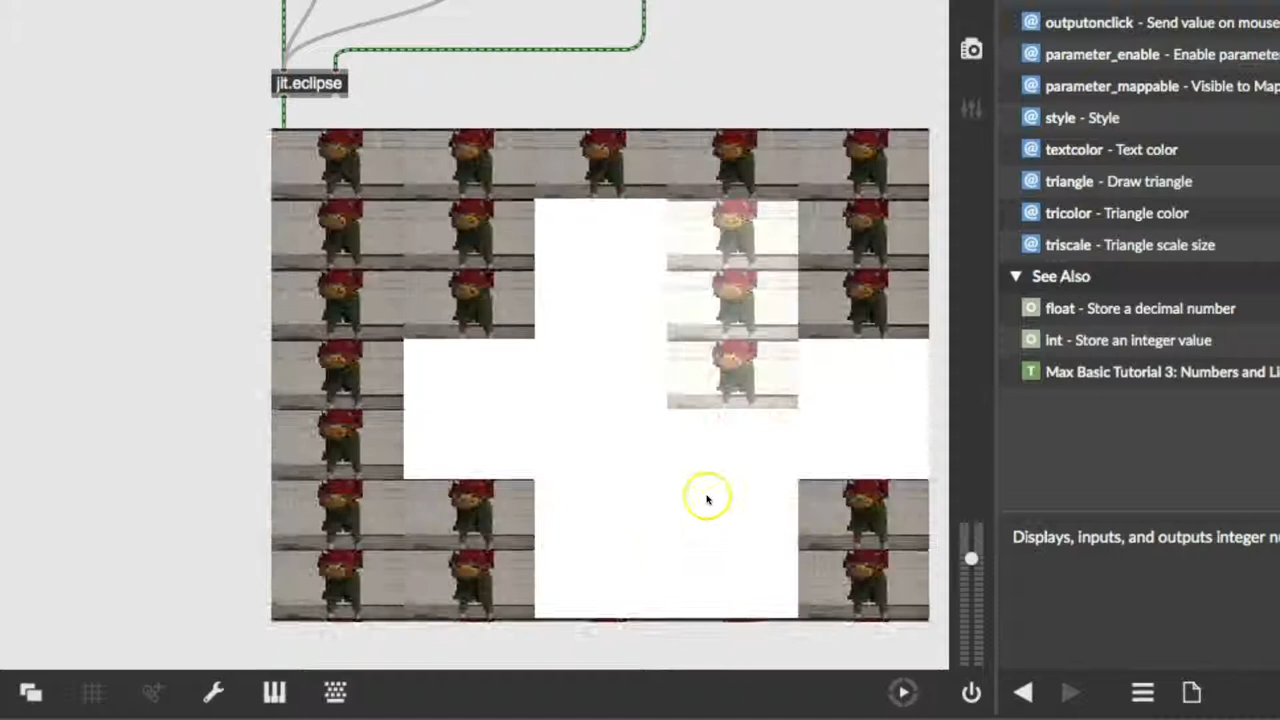 outputonclick - Send value on mouse
parameter_enable - Enable paramete
parameter_mappable - Visible to Map
jit.eclipse
style - Style
textcolor - Text color
triangle - Draw triangle
tricolor - Triangle color
triscale - Triangle scale size
See Also
float - Store a decimal number
int - Store an integer value
Max Basic Tutorial 3: Numbers and Li
Displays, inputs, and outputs integer n